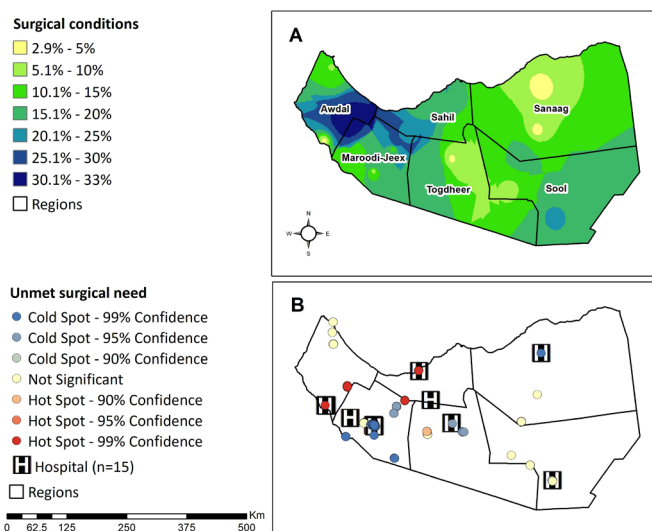 Surgical conditions
2.9% - 5%
5.1% - 10%
10.1% - 15%
15.1% - 20%
20.1% - 25%
25.1% - 30%
30.1% - 33%
Regions
A
Awdal
Sahil
Sanaag
Maroodi-Jeex
Togdheer
Sool
N
W E
S
Unmet surgical need
Cold Spot - 99% Confidence
Cold Spot - 95% Confidence
Cold Spot - 90% Confidence
Not Significant
Hot Spot - 90% Confidence
Hot Spot - 95% Confidence
Hot Spot - 99% Confidence
H Hospital (n=15)
Regions
Km
0 62.5 125 250 375 500
B
H
H
H
H
H
H
H
H